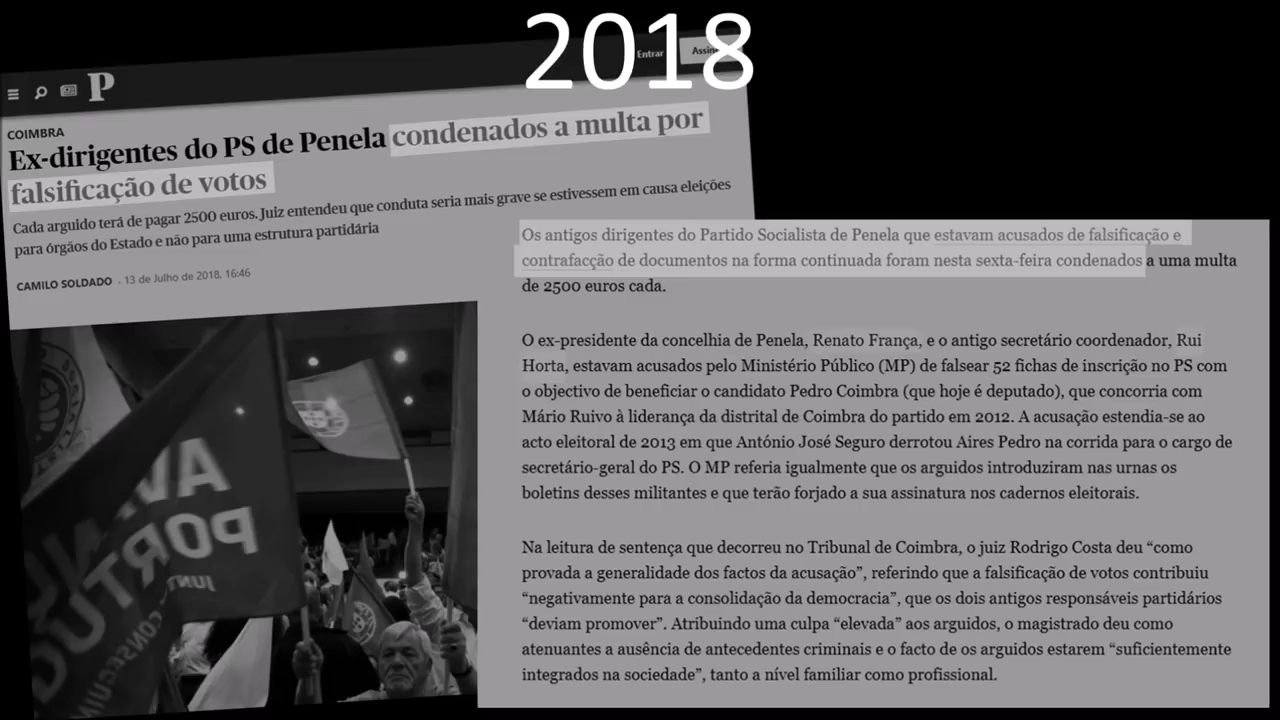 2018
Entrar
P
COIMBRA
Ex-dirigentes do PS de Penela condenados a multa por
falsificação de votos
Cada arguido terá de pagar 2500 euros. Juiz entendeu que conduta seria mais grave se estivessem em causa eleições
para órgãos do Estado e não para uma estrutura partidária
CAMILO SOLDADO - 13 de Julho de 2018, 16:46
Os antigos dirigentes do Partido Socialista de Penela que estavam acusados de falsificação e
contrafacção de documentos na forma continuada foram nesta sexta-feira condenados a uma multa
de 2500 euros cada.
O ex-presidente da concelhia de Penela, Renato França, e o antigo secretário coordenador, Rui
Horta, estavam acusados pelo Ministério Público (MP) de falsear 52 fichas de inscrição no PS com
o objectivo de beneficiar o candidato Pedro Coimbra (que hoje é deputado), que concorria com
Mário Ruivo à liderança da distrital de Coimbra do partido em 2012. A acusação estendia-se ao
acto eleitoral de 2013 em que António José Seguro derrotou Aires Pedro na corrida para o cargo de
secretário-geral do PS. O MP referia igualmente que os arguidos introduziram nas urnas os
boletins desses militantes e que terão forjado a sua assinatura nos cadernos eleitorais.
Na leitura de sentença que decorreu no Tribunal de Coimbra, o juiz Rodrigo Costa deu “como
provada a generalidade dos factos da acusação”, referindo que a falsificação de votos contribuiu
“negativamente para a consolidação da democracia”, que os dois antigos responsáveis partidários
“deviam promover”. Atribuindo uma culpa “elevada” aos arguidos, o magistrado deu como
atenuantes a ausência de antecedentes criminais e o facto de os arguidos estarem “suficientemente
integrados na sociedade”, tanto a nível familiar como profissional.